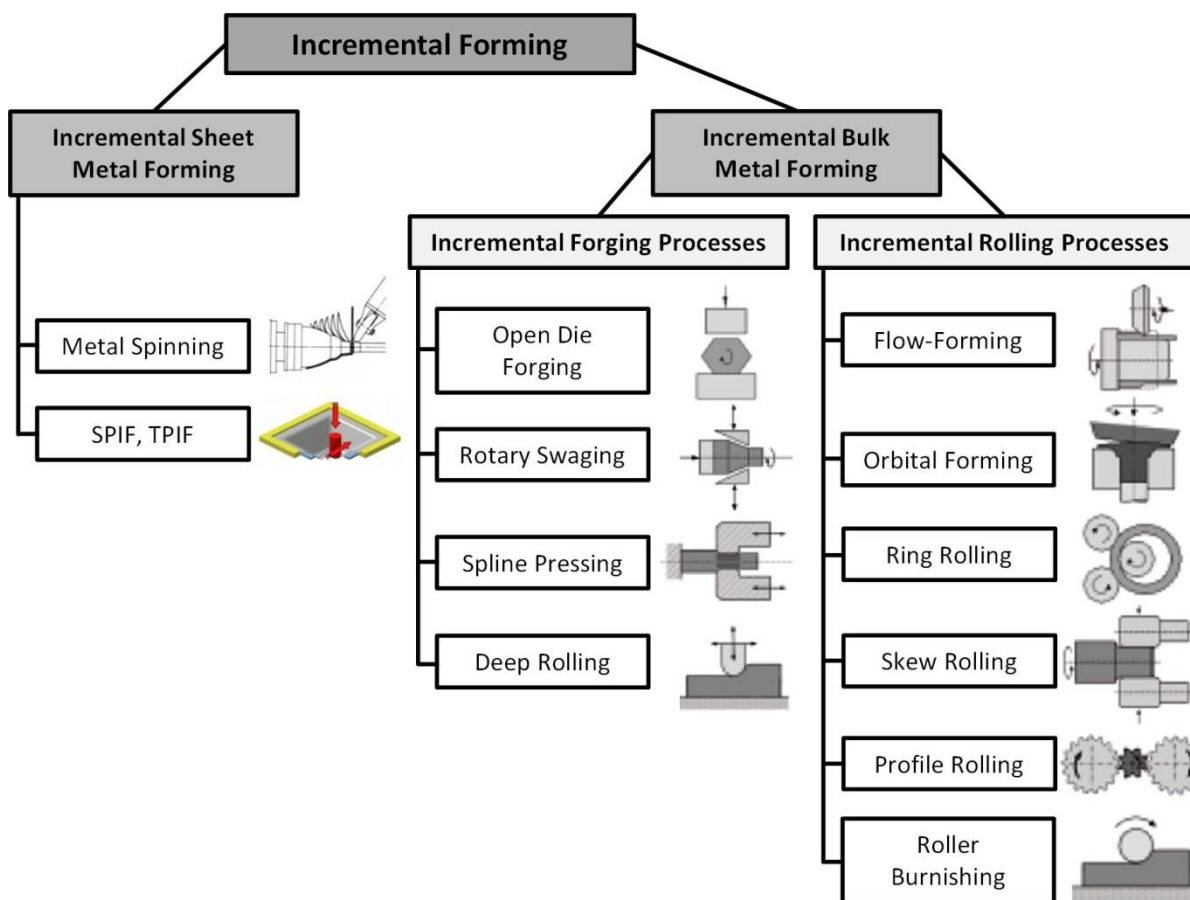 Incremental Forming
Incremental Sheet
Metal Forming
Incremental Bulk
Metal Forming
Incremental Forging Processes
Incremental Rolling Processes
Metal Spinning
SPIF, TPIF
Open Die
Forging
Rotary Swaging
Spline Pressing
Deep Rolling
Flow-Forming
Orbital Forming
Ring Rolling
Skew Rolling
Profile Rolling
Roller
Burnishing